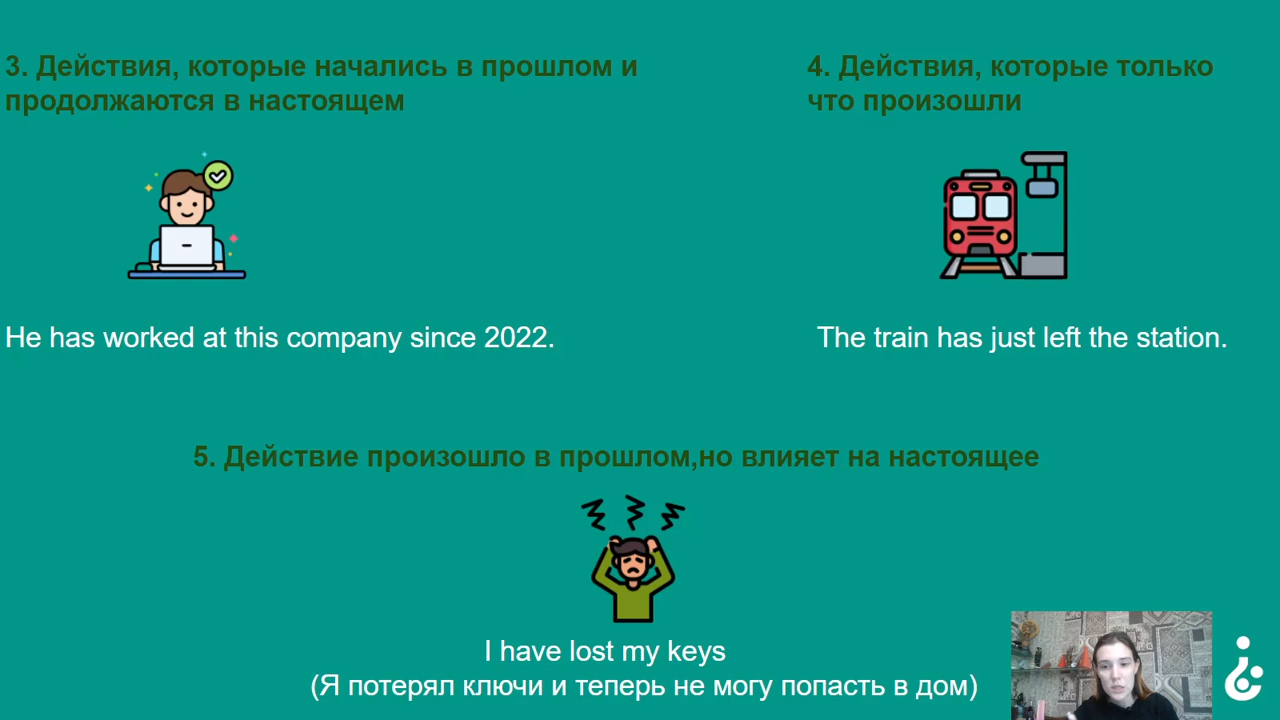 3. Действия, которые начались в прошлом и
продолжаются в настоящем
4. Действия, которые только
что произошли
He has worked at this company since 2022.
The train has just left the station.
5. Действие произошло в прошлом,но влияет на настоящее
I have lost my keys
(Я потерял ключи и теперь не могу попасть в дом)